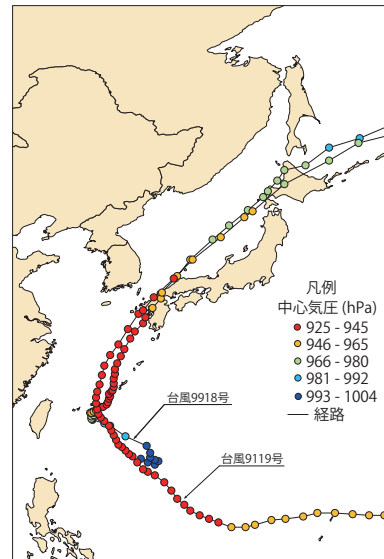 凡例
中心気圧 (hPa)
925 - 945
946 - 965
966 - 980
981 - 992
993 - 1004
経路
台風9918号
台風9119号